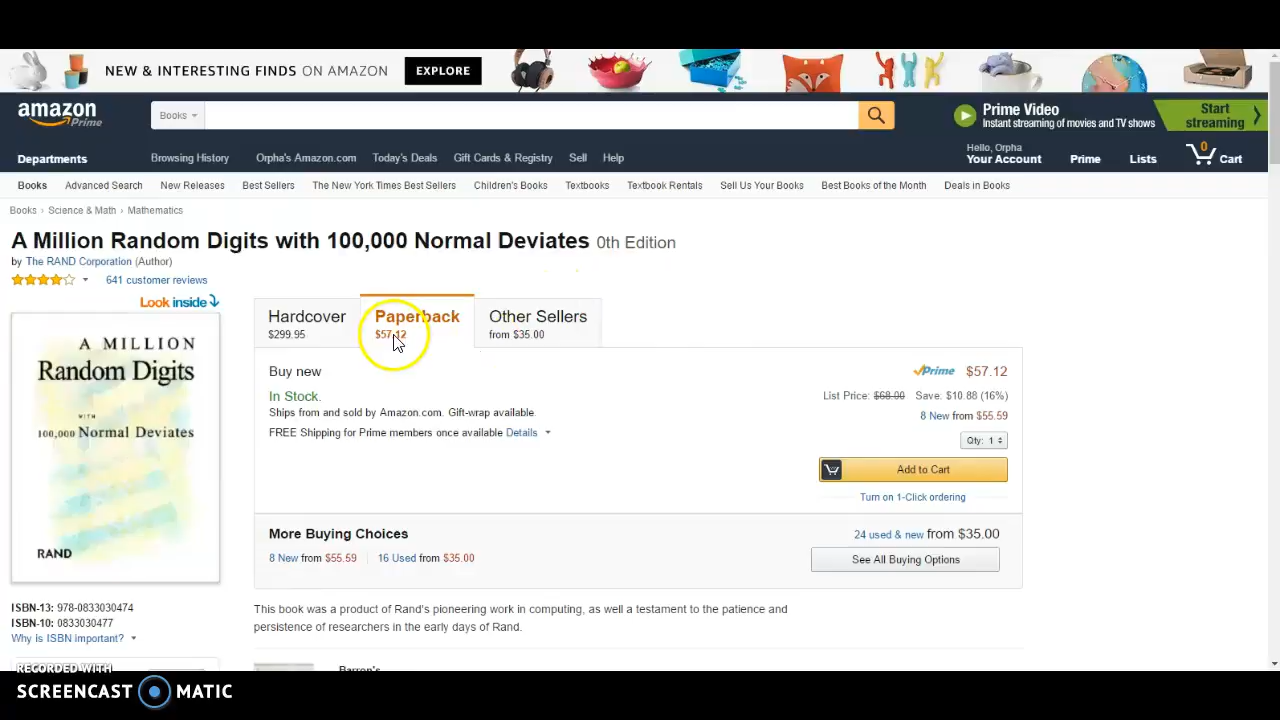 NEW & INTERESTING FINDS ON AMAZON EXPLORE
amazon Prime
Books
Prime Video
Instant streaming of movies and TV shows
Start streaming
Departments
Browsing History Orpha's Amazon.com Today's Deals Gift Cards & Registry Sell Help
Hello, Orpha
Your Account Prime Lists 0 Cart
Books Advanced Search New Releases Best Sellers The New York Times Best Sellers Children's Books Textbooks Textbook Rentals Sell Us Your Books Best Books of the Month Deals in Books
Books › Science & Math › Mathematics
A Million Random Digits with 100,000 Normal Deviates 0th Edition
by The RAND Corporation (Author)
641 customer reviews
Look inside
A MILLION
Random Digits
WITH
100,000 Normal Deviates
RAND
ISBN-13: 978-0833030474
ISBN-10: 0833030477
Why is ISBN important?
Hardcover
$299.95
Paperback
$57.12
Other Sellers
from $35.00
Buy new
Prime $57.12
In Stock.
List Price: $68.00 Save: $10.88 (16%)
Ships from and sold by Amazon.com. Gift-wrap available.
8 New from $55.59
FREE Shipping for Prime members once available Details
Qty: 1
Add to Cart
Turn on 1-Click ordering
More Buying Choices
24 used & new from $35.00
8 New from $55.59 | 16 Used from $35.00
See All Buying Options
This book was a product of Rand's pioneering work in computing, as well a testament to the patience and
persistence of researchers in the early days of Rand.
Barron's
RECORDED WITH
SCREENCAST MATIC